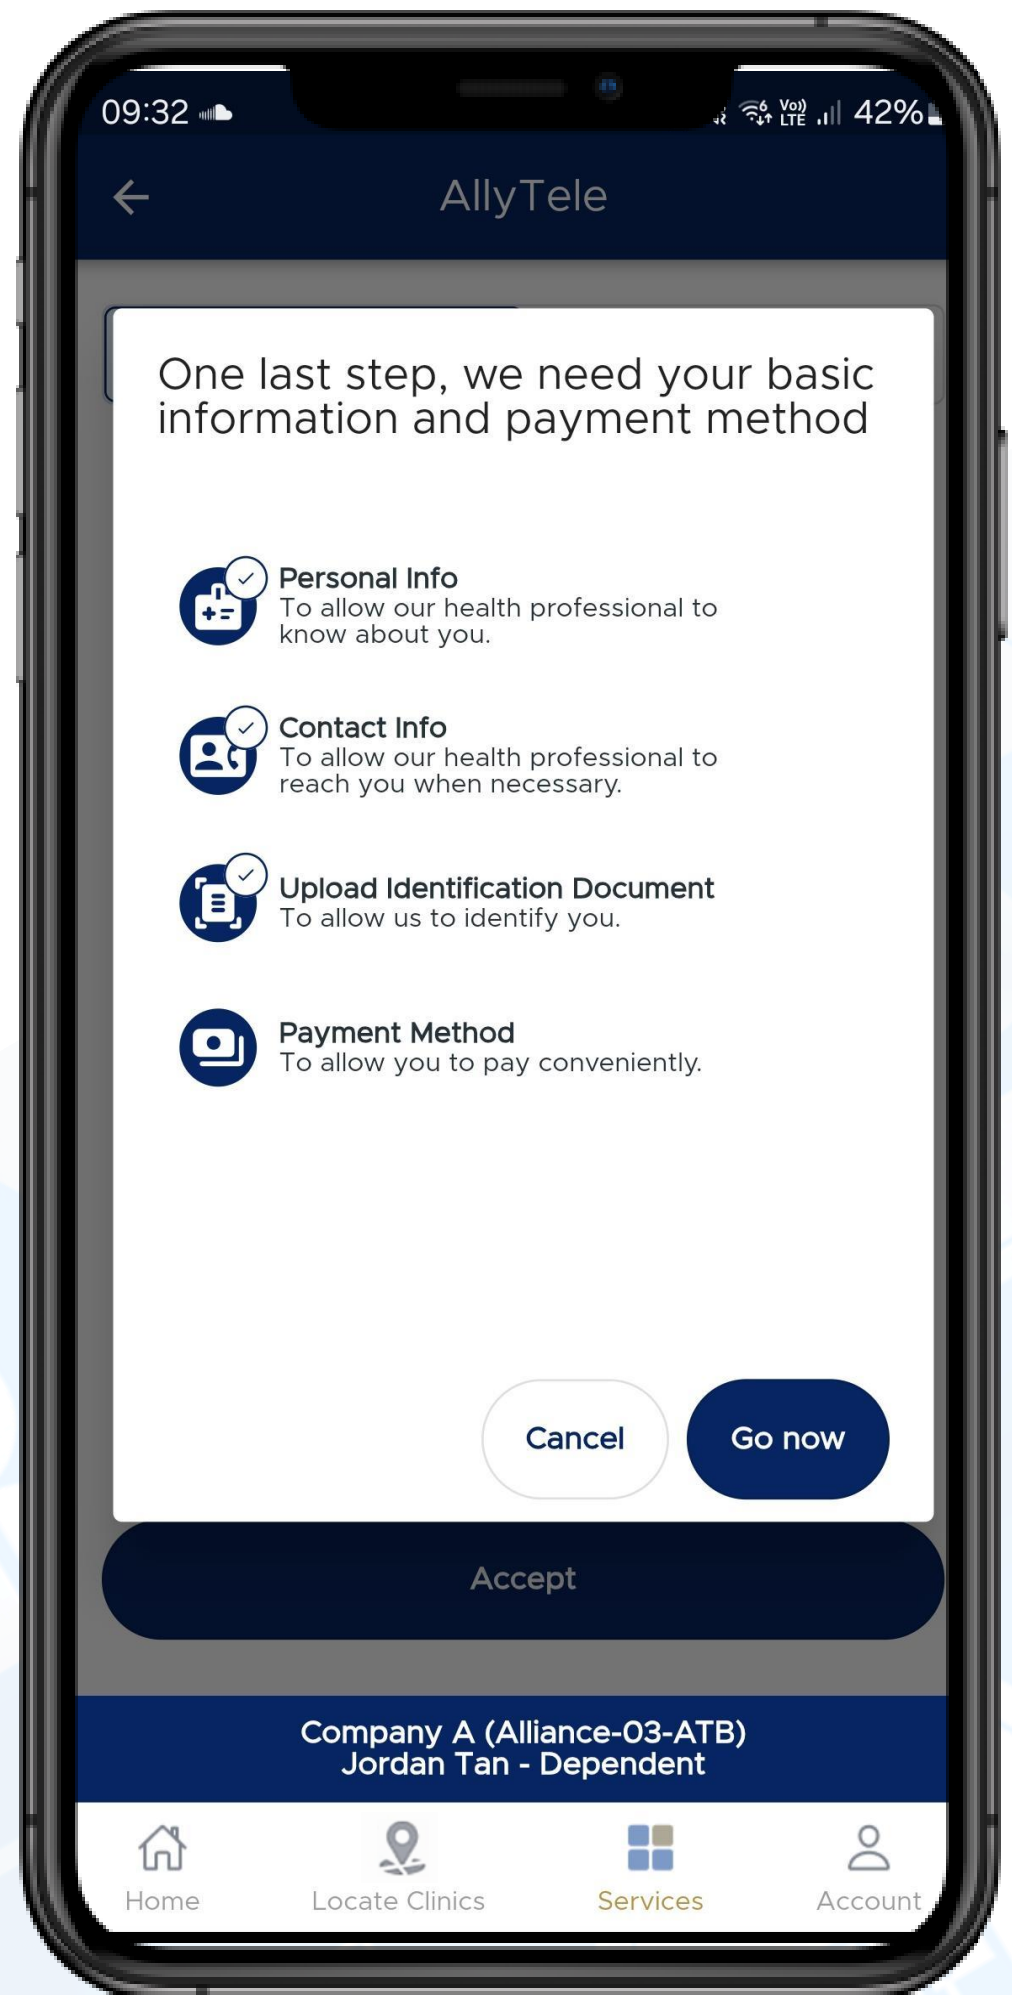 09:32
VoD LTE 42%
AllyTele
One last step, we need your basic
information and payment method
Personal Info
To allow our health professional to
know about you.
Contact Info
To allow our health professional to
reach you when necessary.
Upload Identification Document
To allow us to identify you.
Payment Method
To allow you to pay conveniently.
Cancel
Go now
Accept
Company A (Alliance-03-ATB)
Jordan Tan - Dependent
Home
Locate Clinics
Services
Account